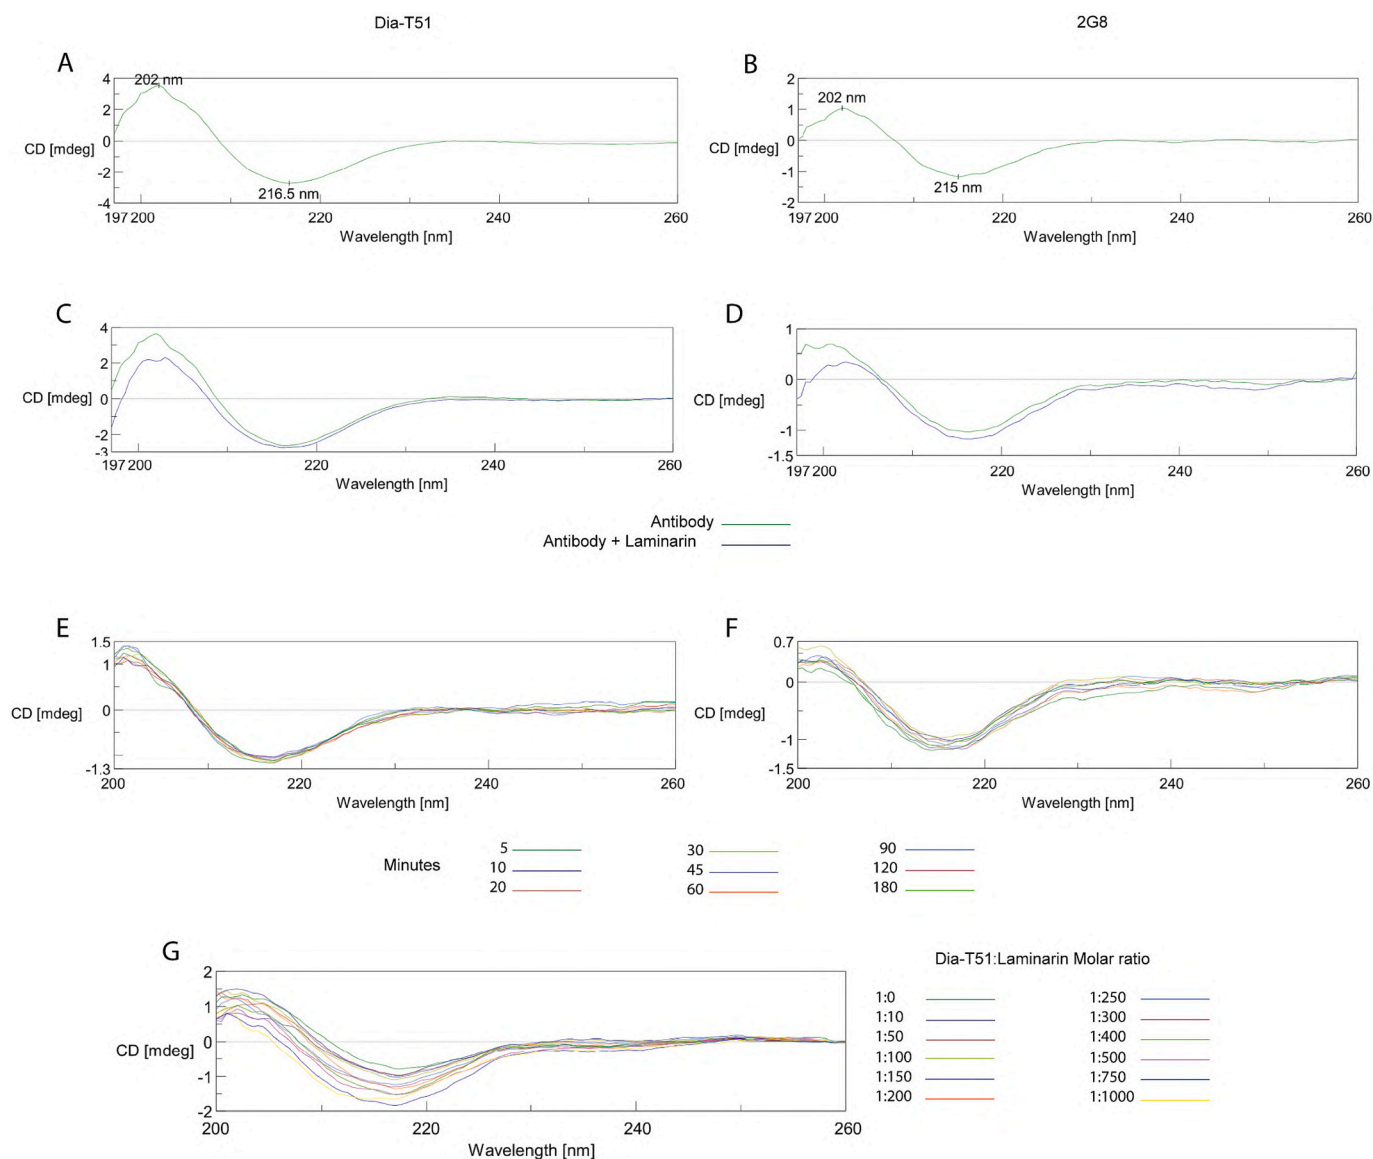 Dia-T51
2G8
A
4
202 nm
2
0
CD [mdeg]
-2
216.5 nm
-4
197 200 220 240 260
Wavelength [nm]
B
2
202 nm
1
0
CD [mdeg]
-1
215 nm
-2
197 200 220 240 260
Wavelength [nm]
C
4
2
CD [mdeg]
0
-2
-3
197 200 220 240 260
Wavelength [nm]
D
1
0
CD [mdeg]
-1
-1.5
197 200 220 240 260
Wavelength [nm]
Antibody
Antibody + Laminarin
E
1.5
1
0
CD [mdeg]
-1.3
200 220 240 260
Wavelength [nm]
F
0.7
0
CD [mdeg]
-1
-1.5
200 220 240 260
Wavelength [nm]
Minutes
5 30 90
10 45 120
20 60 180
G
2
1
0
CD [mdeg]
-1
-2
200 220 240 260
Wavelength [nm]
Dia-T51:Laminarin Molar ratio
1:0 1:250
1:10 1:300
1:50 1:400
1:100 1:500
1:150 1:750
1:200 1:1000